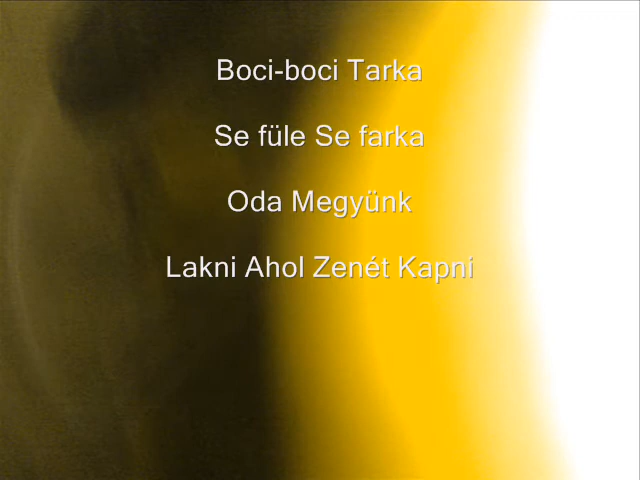 Boci-boci Tarka
Se füle Se farka
Oda Megyünk
Lakni Ahol Zenét Kapni